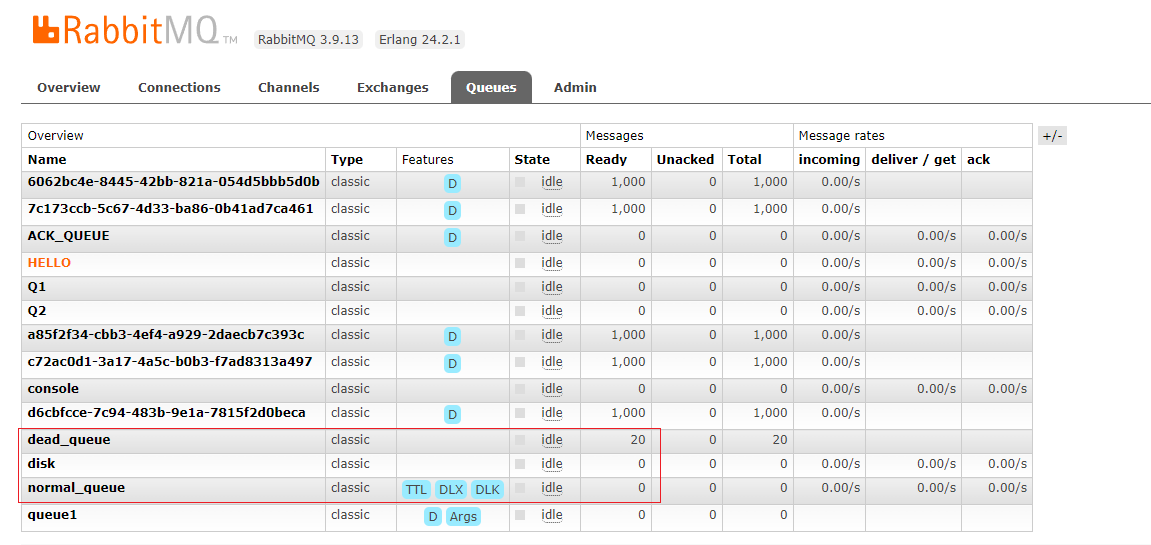 RabbitMQ TM RabbitMQ 3.9.13 Erlang 24.2.1
Overview Connections Channels Exchanges Queues Admin
Overview Messages Message rates +/-
Name Type Features State Ready Unacked Total incoming deliver / get ack
6062bc4e-8445-42bb-821a-054d5bbb5d0b classic D idle 1,000 0 1,000 0.00/s
7c173ccb-5c67-4d33-ba86-0b41ad7ca461 classic D idle 1,000 0 1,000 0.00/s
ACK_QUEUE classic D idle 0 0 0 0.00/s 0.00/s 0.00/s
HELLO classic idle 0 0 0 0.00/s 0.00/s 0.00/s
Q1 classic idle 0 0 0 0.00/s 0.00/s 0.00/s
Q2 classic idle 0 0 0 0.00/s 0.00/s 0.00/s
a85f2f34-cbb3-4ef4-a929-2daecb7c393c classic D idle 1,000 0 1,000 0.00/s
c72ac0d1-3a17-4a5c-b0b3-f7ad8313a497 classic D idle 1,000 0 1,000 0.00/s
console classic idle 0 0 0 0.00/s 0.00/s 0.00/s
d6cbfcce-7c94-483b-9e1a-7815f2d0beca classic D idle 1,000 0 1,000 0.00/s
dead_queue classic idle 20 0 20
disk classic idle 0 0 0 0.00/s 0.00/s 0.00/s
normal_queue classic TTL DLX DLK idle 0 0 0 0.00/s 0.00/s 0.00/s
queue1 classic D Args idle 0 0 0